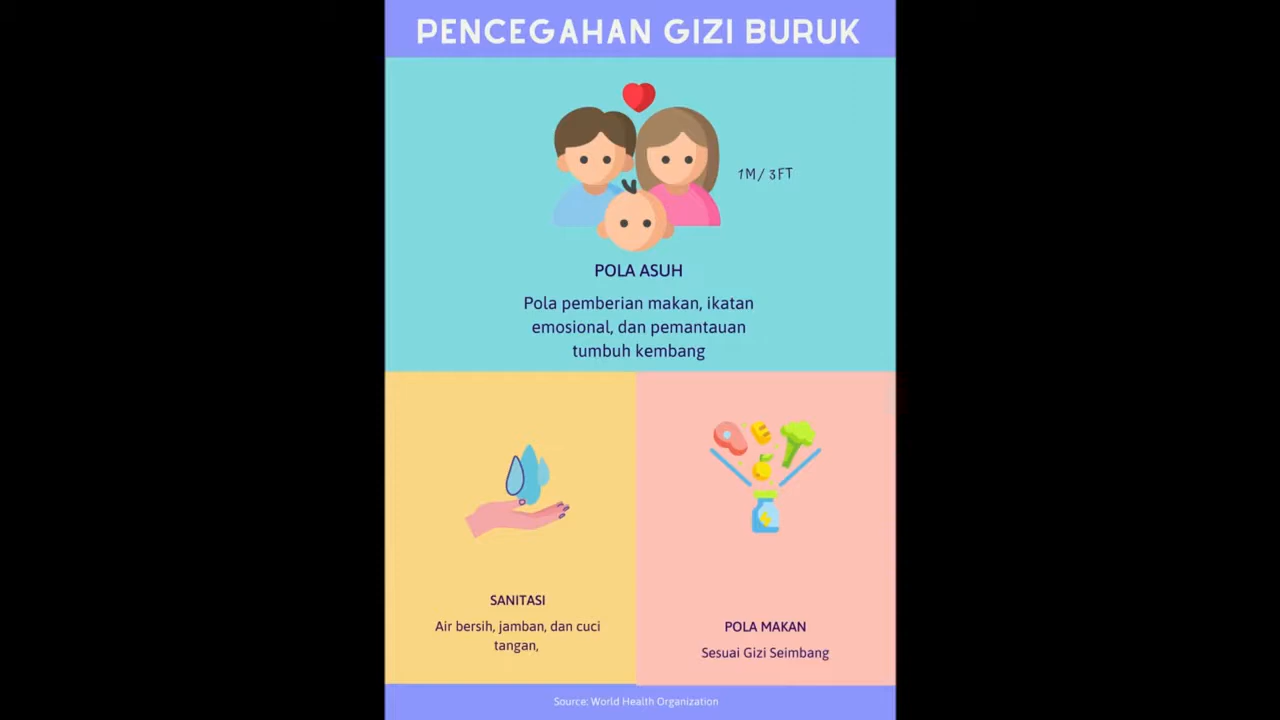 PENCEGAHAN GIZI BURUK
1M/ 3FT
POLA ASUH
Pola pemberian makan, ikatan
emosional, dan pemantauan
tumbuh kembang
SANITASI
Air bersih, jamban, dan cuci
tangan,
POLA MAKAN
Sesuai Gizi Seimbang
Source: World Health Organization